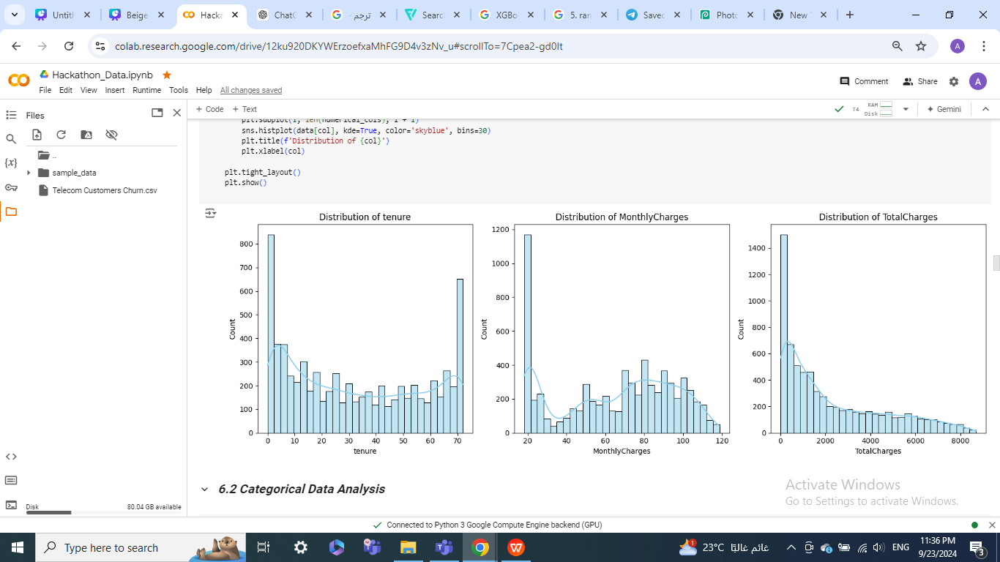 Untitl
Beige
Hacka
ChatG
ترجم - G
Searc
XGBo
5. ran
Saved
Photo
New
colab.research.google.com/drive/12ku920DKYWErzoefxaMhFG9D4v3zNv_u#scrollTo=7Cpea2-gd0It
A
Hackathon_Data.ipynb
File Edit View Insert Runtime Tools Help All changes saved
Comment Share A
Files
+ Code + Text
T4 RAM Disk
Gemini
..
sample_data
Telecom Customers Churn.csv
plt.subplot(1, len(numerical_cols), i + 1)
sns.histplot(data[col], kde=True, color='skyblue', bins=30)
plt.title(f'Distribution of {col}')
plt.xlabel(col)
plt.tight_layout()
plt.show()
Distribution of tenure
Count
800
700
600
500
400
300
200
100
0
0 10 20 30 40 50 60 70
tenure
Distribution of MonthlyCharges
Count
1200
1000
800
600
400
200
0
20 40 60 80 100 120
MonthlyCharges
Distribution of TotalCharges
Count
1400
1200
1000
800
600
400
200
0
0 2000 4000 6000 8000
TotalCharges
6.2 Categorical Data Analysis
Activate Windows
Go to Settings to activate Windows.
Disk 80.04 GB available
Connected to Python 3 Google Compute Engine backend (GPU)
Type here to search
1
23°C غائم غالبًا
ENG
11:36 PM
9/23/2024
3